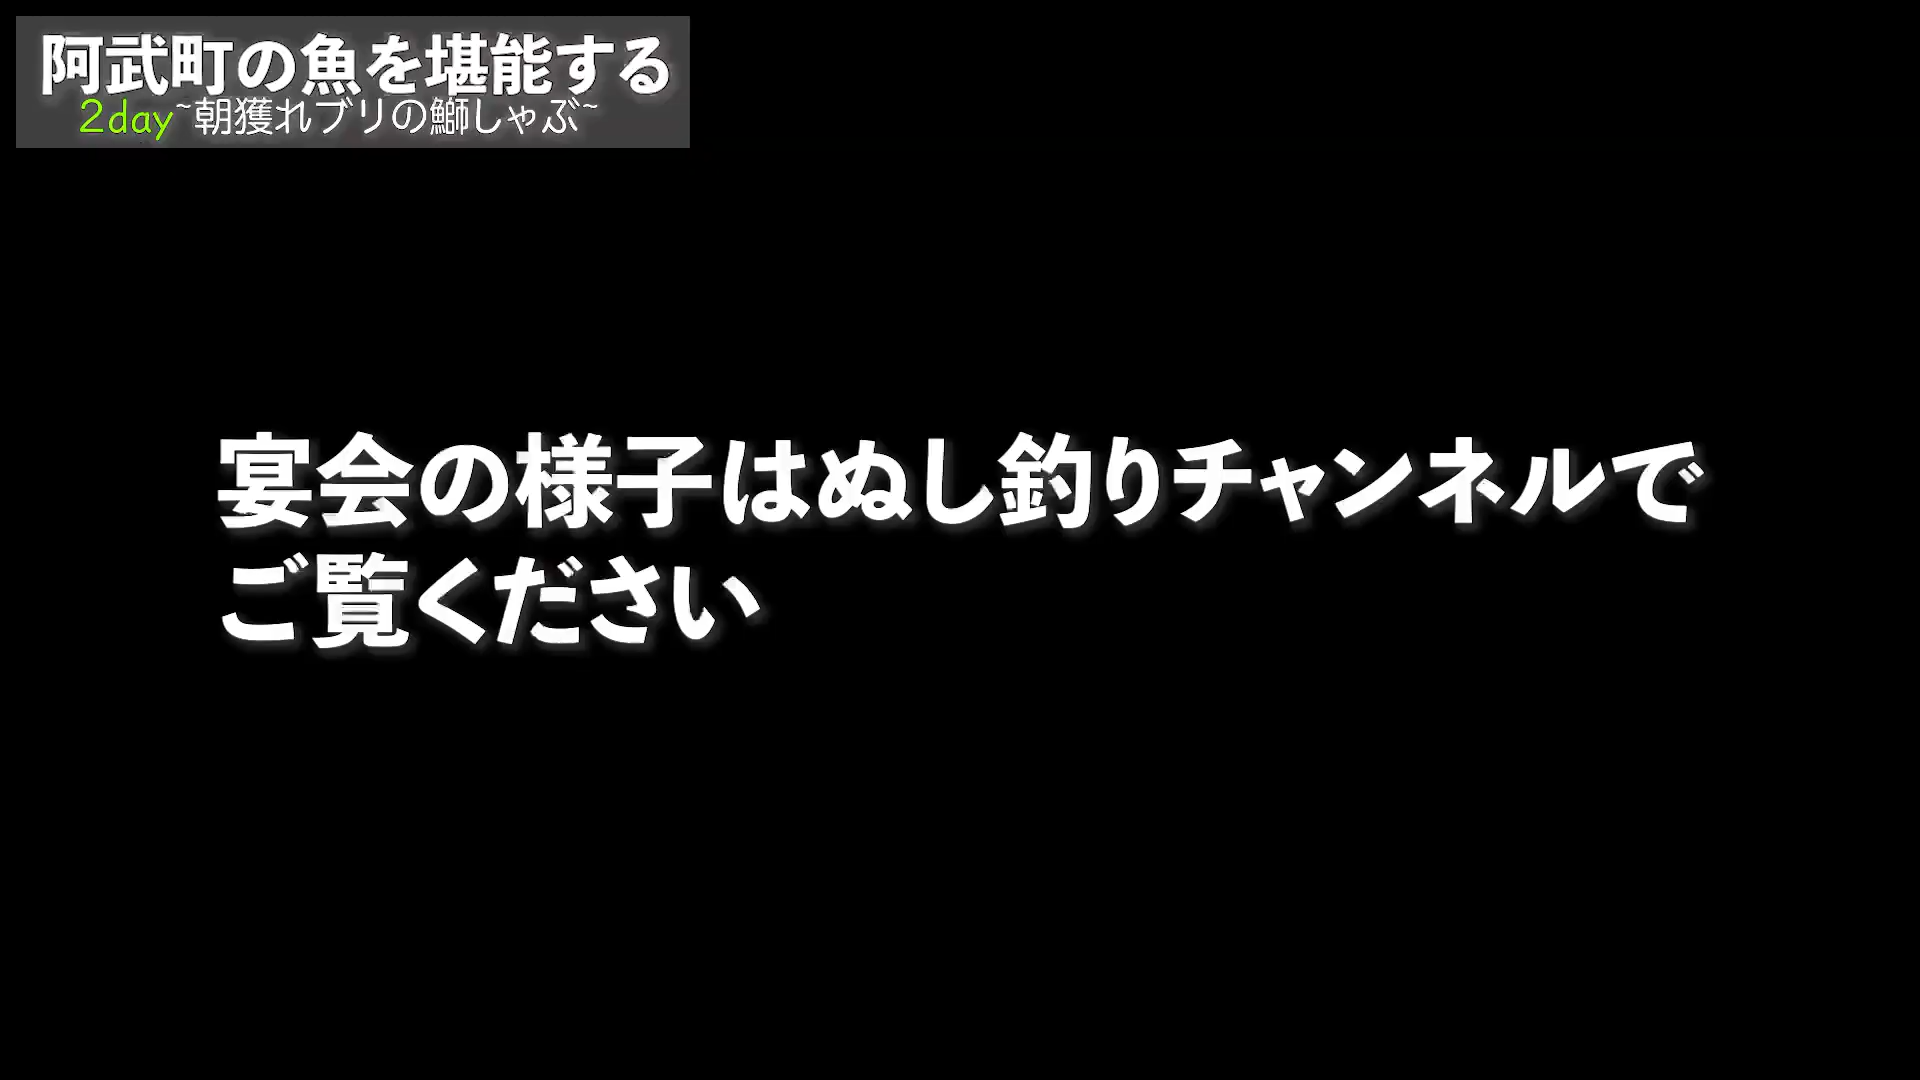 阿武町の魚を堪能する
2day~朝獲れブリの鰤しゃぶ~
宴会の様子はぬし釣りチャンネルで
ご覧ください